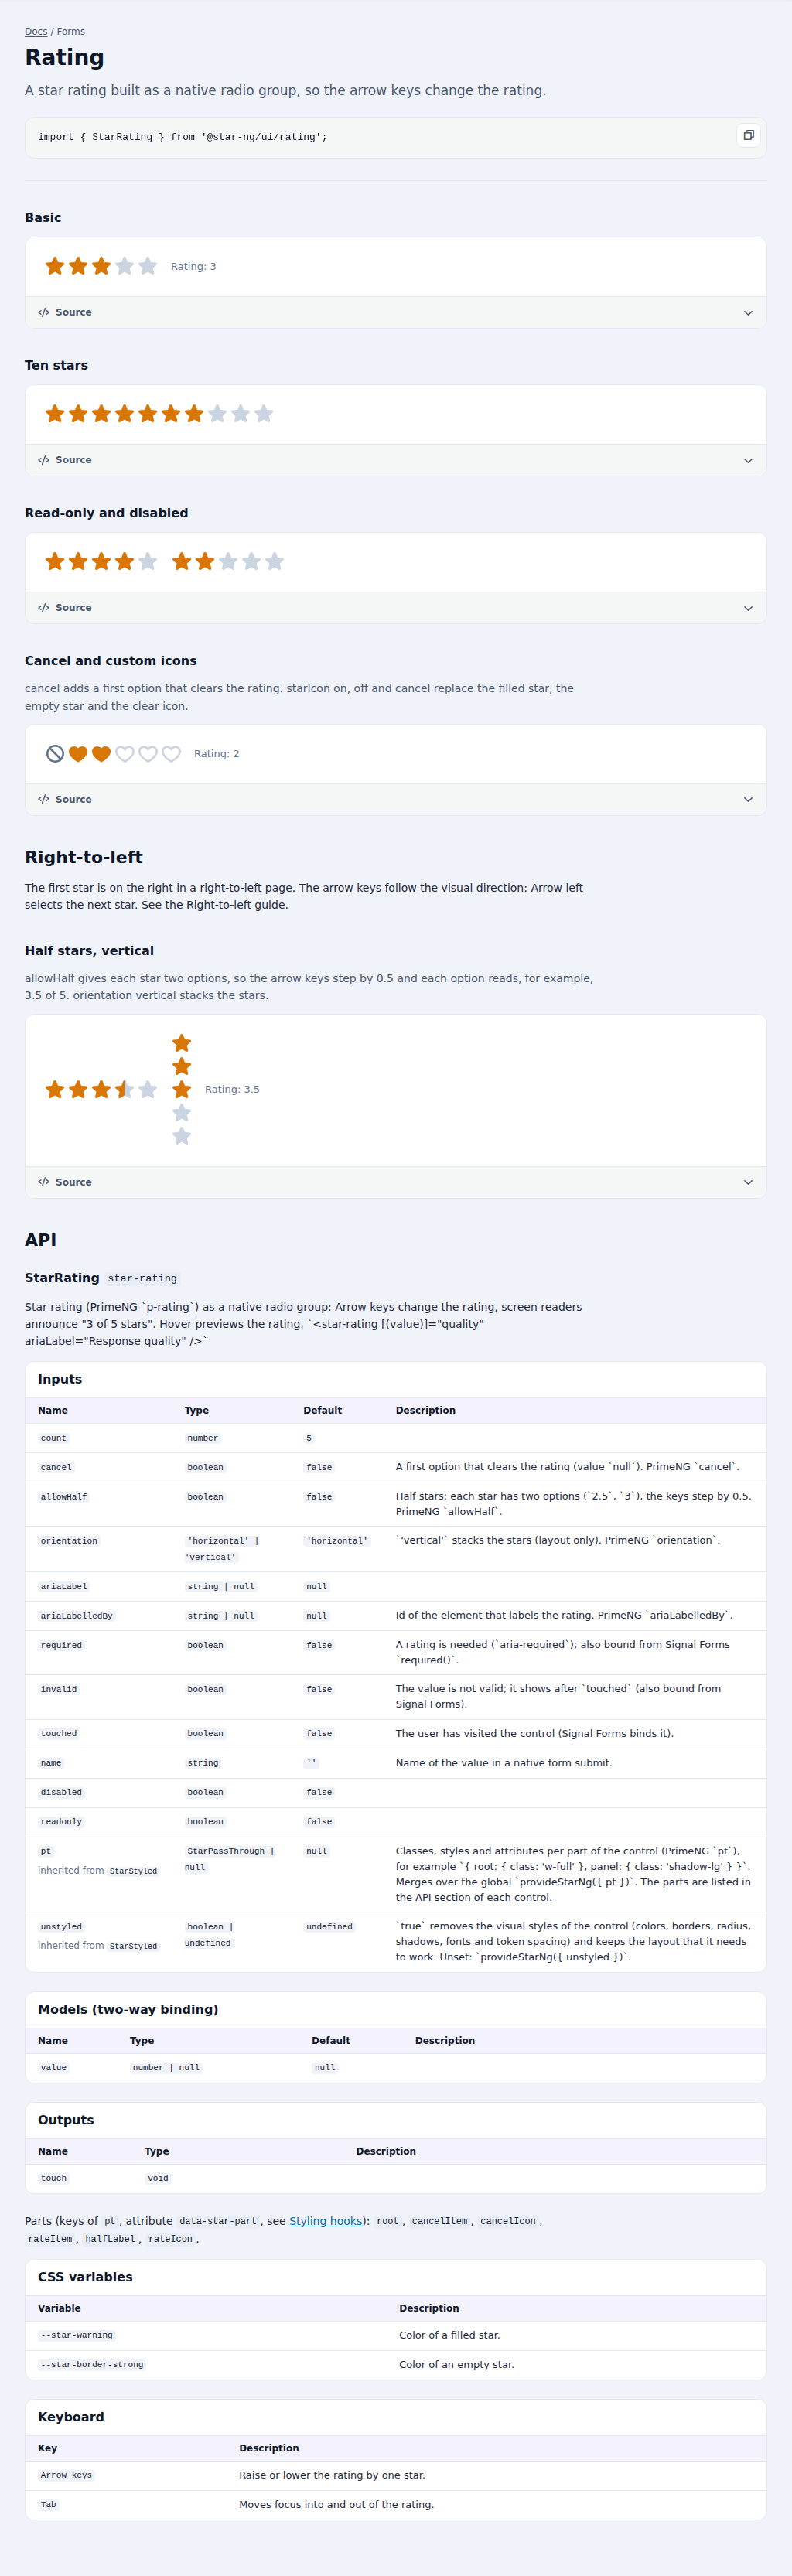 Docs / Forms
Rating
A star rating built as a native radio group, so the arrow keys change the rating.
import { StarRating } from '@star-ng/ui/rating';
Basic
Rating: 3
Source
Ten stars
Source
Read-only and disabled
Source
Cancel and custom icons
cancel adds a first option that clears the rating. starIcon on, off and cancel replace the filled star, the
empty star and the clear icon.
Rating: 2
Source
Right-to-left
The first star is on the right in a right-to-left page. The arrow keys follow the visual direction: Arrow left
selects the next star. See the Right-to-left guide.
Half stars, vertical
allowHalf gives each star two options, so the arrow keys step by 0.5 and each option reads, for example,
3.5 of 5. orientation vertical stacks the stars.
Rating: 3.5
Source
API
StarRating star-rating
Star rating (PrimeNG `p-rating`) as a native radio group: Arrow keys change the rating, screen readers
announce "3 of 5 stars". Hover previews the rating. `<star-rating [(value)]="quality"
ariaLabel="Response quality" />`
Inputs
Name Type Default Description
count number 5
cancel boolean false A first option that clears the rating (value `null`). PrimeNG `cancel`.
allowHalf boolean false Half stars: each star has two options (`2.5`, `3`), the keys step by 0.5.
PrimeNG `allowHalf`.
orientation 'horizontal' | 'horizontal' `'vertical'` stacks the stars (layout only). PrimeNG `orientation`.
'vertical'
ariaLabel string | null null
ariaLabelledBy string | null null Id of the element that labels the rating. PrimeNG `ariaLabelledBy`.
required boolean false A rating is needed (`aria-required`); also bound from Signal Forms
`required()`.
invalid boolean false The value is not valid; it shows after `touched` (also bound from
Signal Forms).
touched boolean false The user has visited the control (Signal Forms binds it).
name string '' Name of the value in a native form submit.
disabled boolean false
readonly boolean false
pt StarPassThrough | null Classes, styles and attributes per part of the control (PrimeNG `pt`),
inherited from StarStyled null for example `{ root: { class: 'w-full' }, panel: { class: 'shadow-lg' } }`.
Merges over the global `provideStarNg({ pt })`. The parts are listed in
the API section of each control.
unstyled boolean | undefined `true` removes the visual styles of the control (colors, borders, radius,
inherited from StarStyled undefined shadows, fonts and token spacing) and keeps the layout that it needs
to work. Unset: `provideStarNg({ unstyled })`.
Models (two-way binding)
Name Type Default Description
value number | null null
Outputs
Name Type Description
touch void
Parts (keys of pt, attribute data-star-part, see Styling hooks): root, cancelItem, cancelIcon,
rateItem, halfLabel, rateIcon.
CSS variables
Variable Description
--star-warning Color of a filled star.
--star-border-strong Color of an empty star.
Keyboard
Key Description
Arrow keys Raise or lower the rating by one star.
Tab Moves focus into and out of the rating.